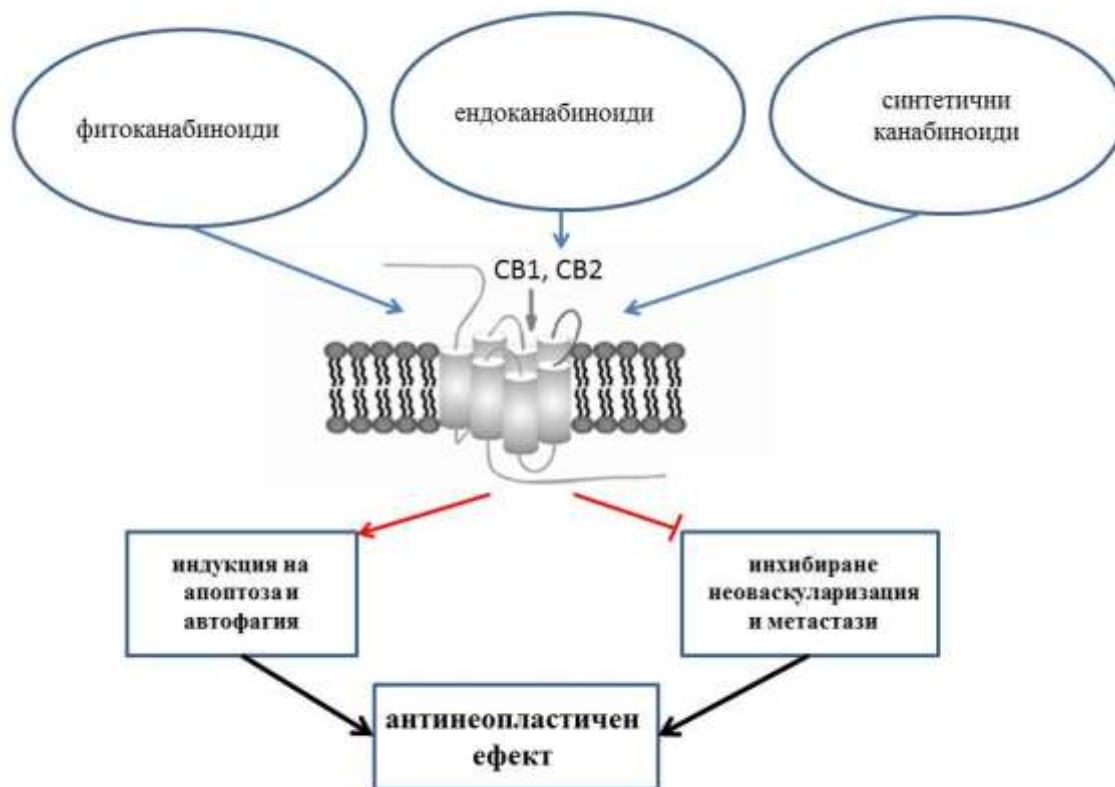 фитоканабиноиди
ендоканабиноиди
синтетични
канабиноиди
CB1, CB2
индукция на
апоптоза и
автофагия
инхибиране
неоваскуларизация
и метастази
антинеопластичен
ефект